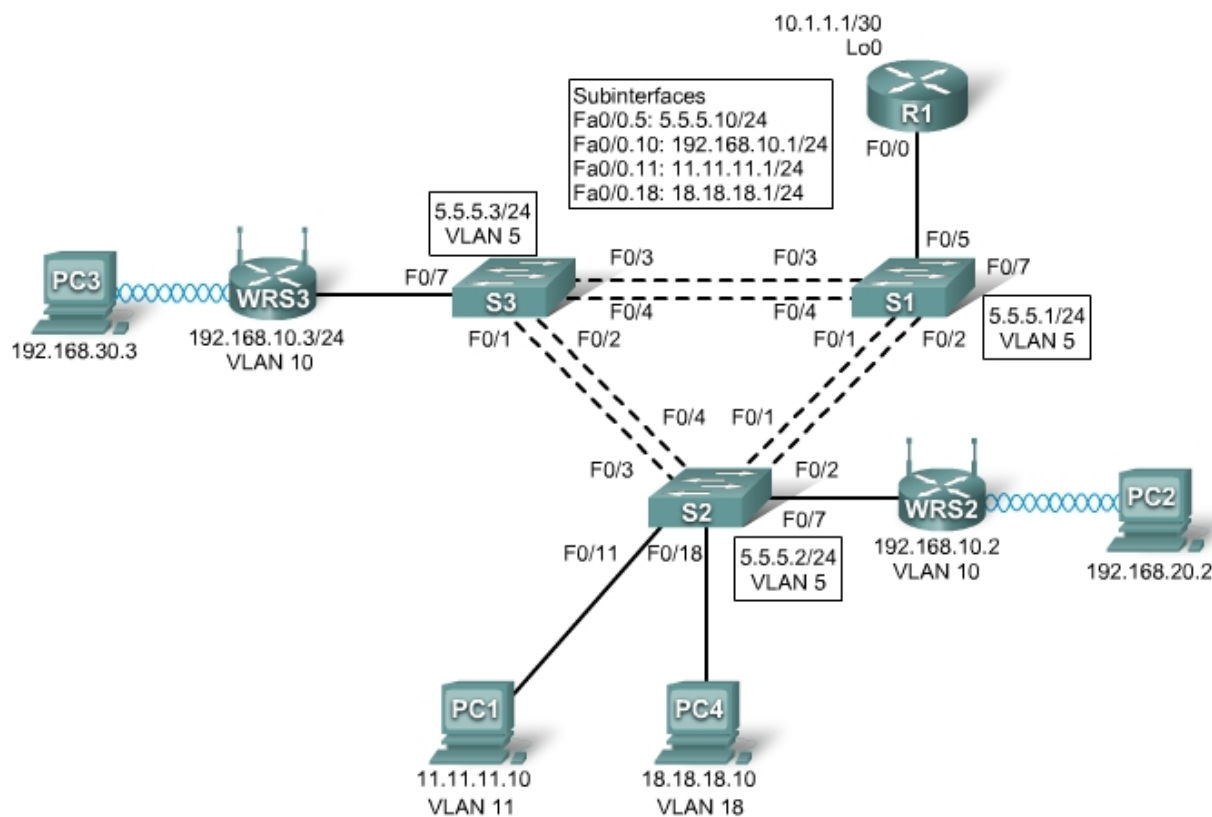 10.1.1.1/30
Lo0
R1
F0/0
Subinterfaces
Fa0/0.5: 5.5.5.10/24
Fa0/0.10: 192.168.10.1/24
Fa0/0.11: 11.11.11.1/24
Fa0/0.18: 18.18.18.1/24
5.5.5.3/24
VLAN 5
F0/5
PC3
192.168.30.3
WRS3
192.168.10.3/24
VLAN 10
F0/7
S3
F0/3
F0/4
F0/1
F0/2
F0/3
F0/4
S1
F0/7
F0/1
F0/2
5.5.5.1/24
VLAN 5
F0/4
F0/3
F0/1
F0/2
S2
F0/7
F0/11
F0/18
5.5.5.2/24
VLAN 5
WRS2
192.168.10.2
VLAN 10
PC2
192.168.20.2
PC1
11.11.11.10
VLAN 11
PC4
18.18.18.10
VLAN 18